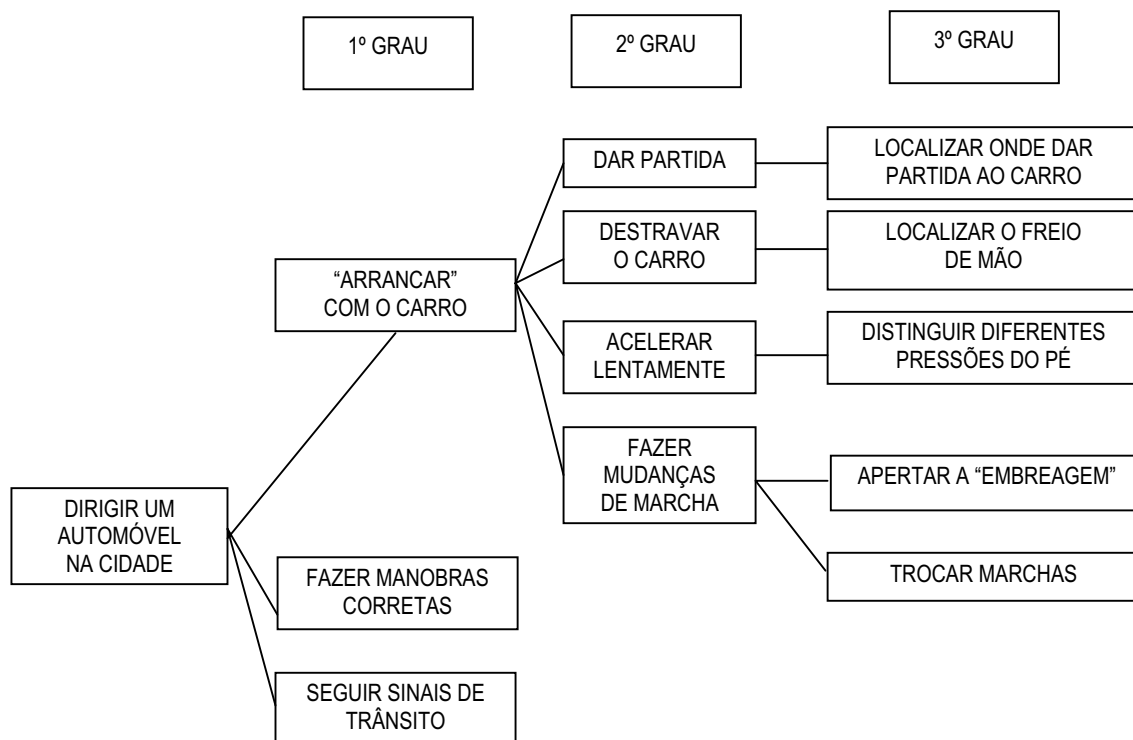 1º GRAU
2º GRAU
3º GRAU
DAR PARTIDA
LOCALIZAR ONDE DAR
PARTIDA AO CARRO
DESTRAVAR
O CARRO
LOCALIZAR O FREIO
DE MÃO
“ARRANCAR”
COM O CARRO
ACELERAR
LENTAMENTE
DISTINGUIR DIFERENTES
PRESSÕES DO PÉ
FAZER
MUDANÇAS
DE MARCHA
APERTAR A “EMBREAGEM”
TROCAR MARCHAS
DIRIGIR UM
AUTOMÓVEL
NA CIDADE
FAZER MANOBRAS
CORRETAS
SEGUIR SINAIS DE
TRÂNSITO